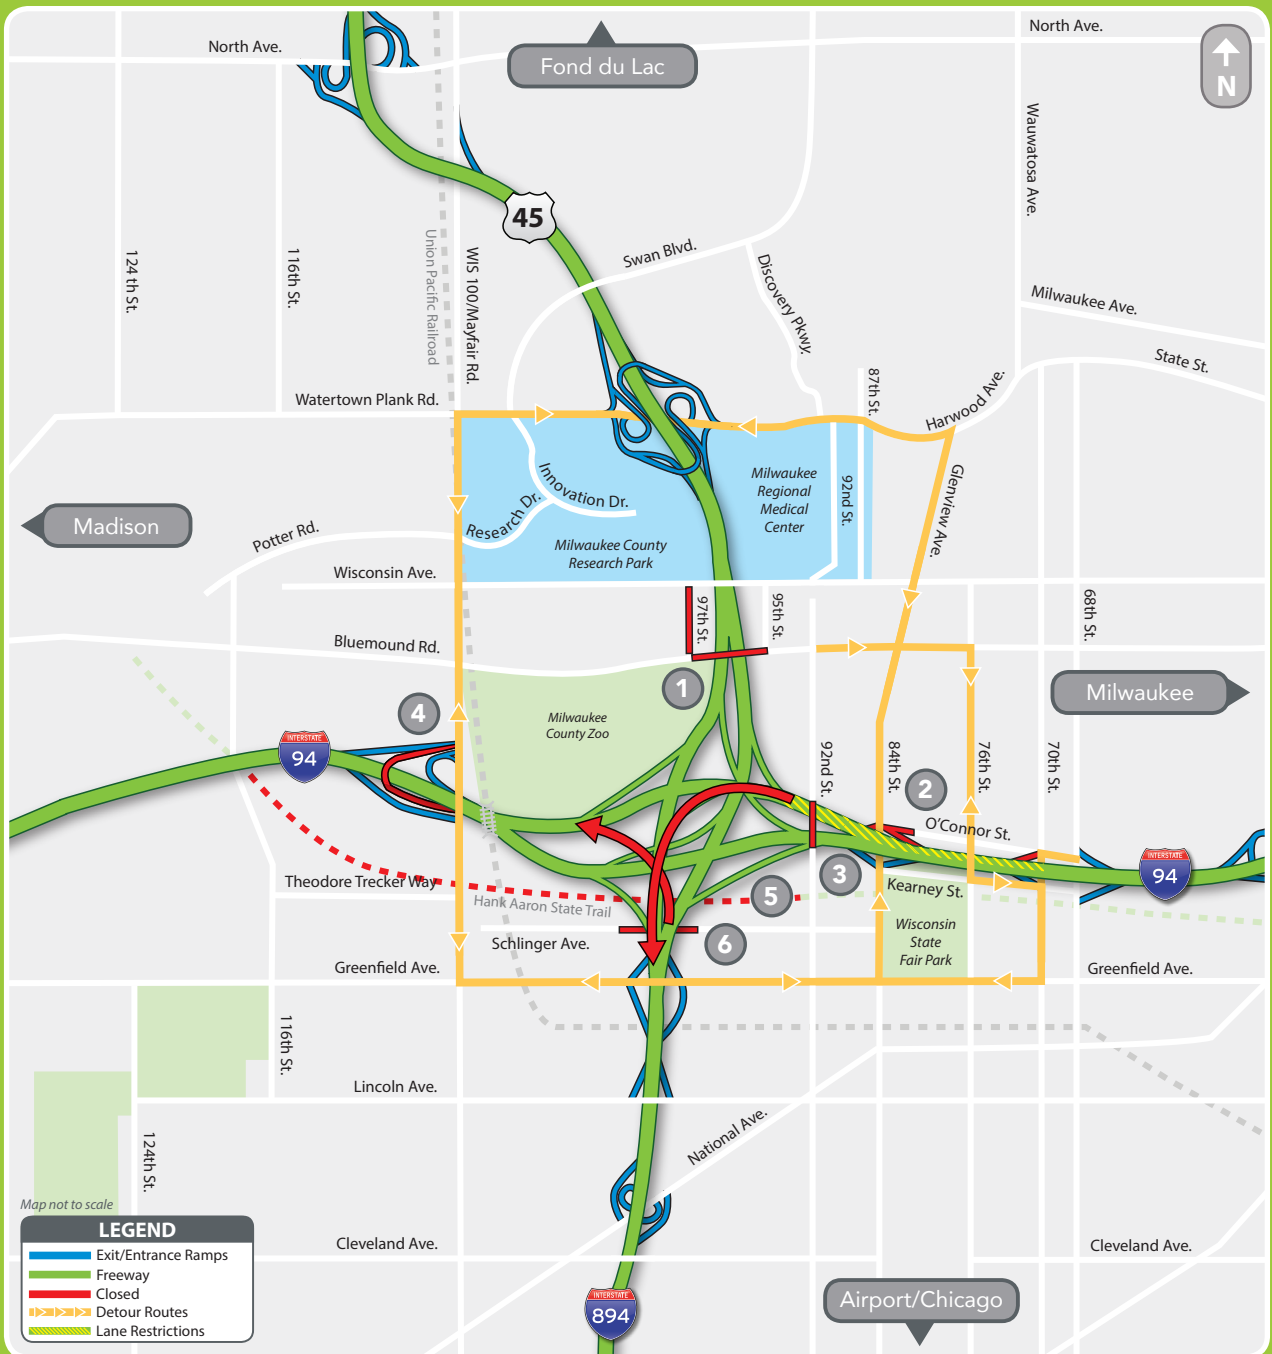 North Ave.
North Ave.
Fond du Lac
N
Wauwatosa Ave.
45
124 th St.
116th St.
Union Pacific Railroad
WIS 100/Mayfair Rd.
Swan Blvd.
Discovery Pkwy.
Milwaukee Ave.
State St.
87th St.
Harwood Ave.
Watertown Plank Rd.
Glenview Ave.
Milwaukee
Regional
Medical
Center
92nd St.
Innovation Dr.
Research Dr.
Madison
Potter Rd.
Milwaukee County
Research Park
Wisconsin Ave.
97th St.
95th St.
68th St.
Bluemound Rd.
1
Milwaukee
4
Milwaukee
County Zoo
INTERSTATE
94
92nd St.
84th St.
76th St.
70th St.
2
O'Connor St.
INTERSTATE
94
3
Theodore Trecker Way
5
Kearney St.
Hank Aaron State Trail
Wisconsin
State
Fair Park
Schlinger Ave.
6
Greenfield Ave.
Greenfield Ave.
116th St.
Lincoln Ave.
National Ave.
124th St.
Map not to scale
LEGEND
Exit/Entrance Ramps
Freeway
Closed
Detour Routes
Lane Restrictions
Cleveland Ave.
Cleveland Ave.
INTERSTATE
894
Airport/Chicago